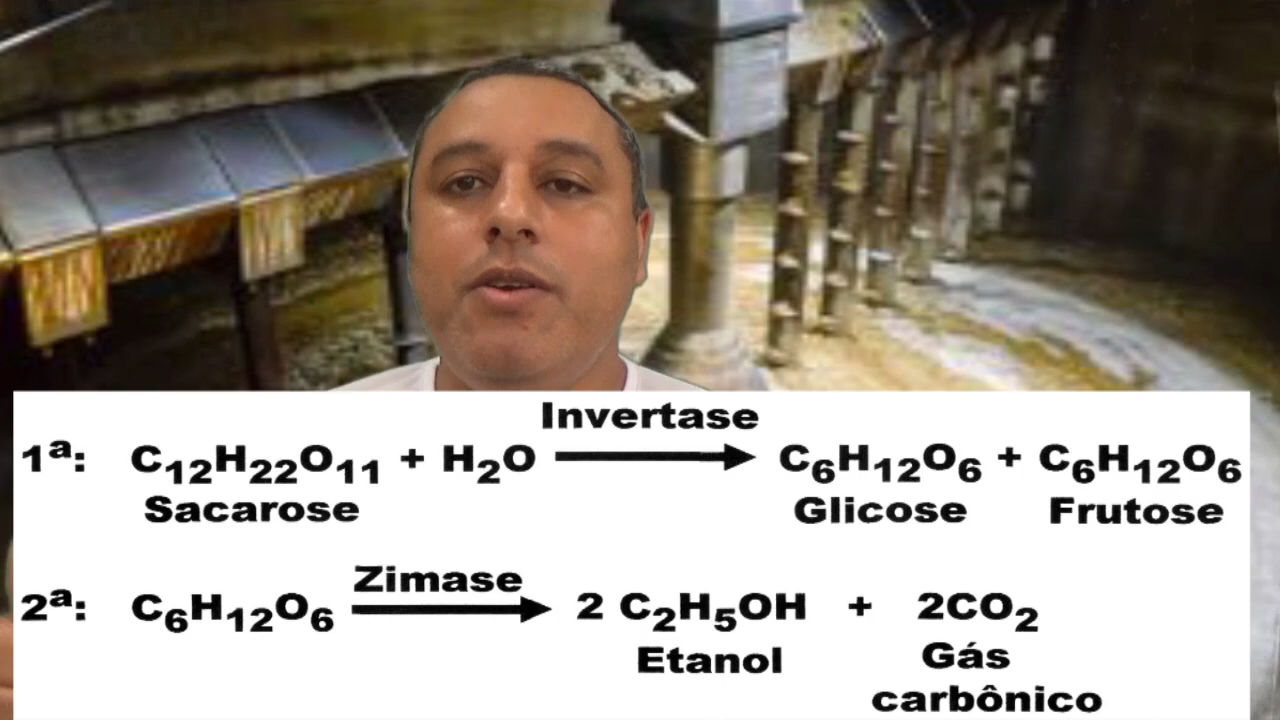 Invertase
1ª: C₁₂H₂₂O₁₁ + H₂O → C₆H₁₂O₆ + C₆H₁₂O₆
Sacarose Glicose Frutose
Zimase
2ª: C₆H₁₂O₆ → 2 C₂H₅OH + 2CO₂
Etanol Gás
carbônico